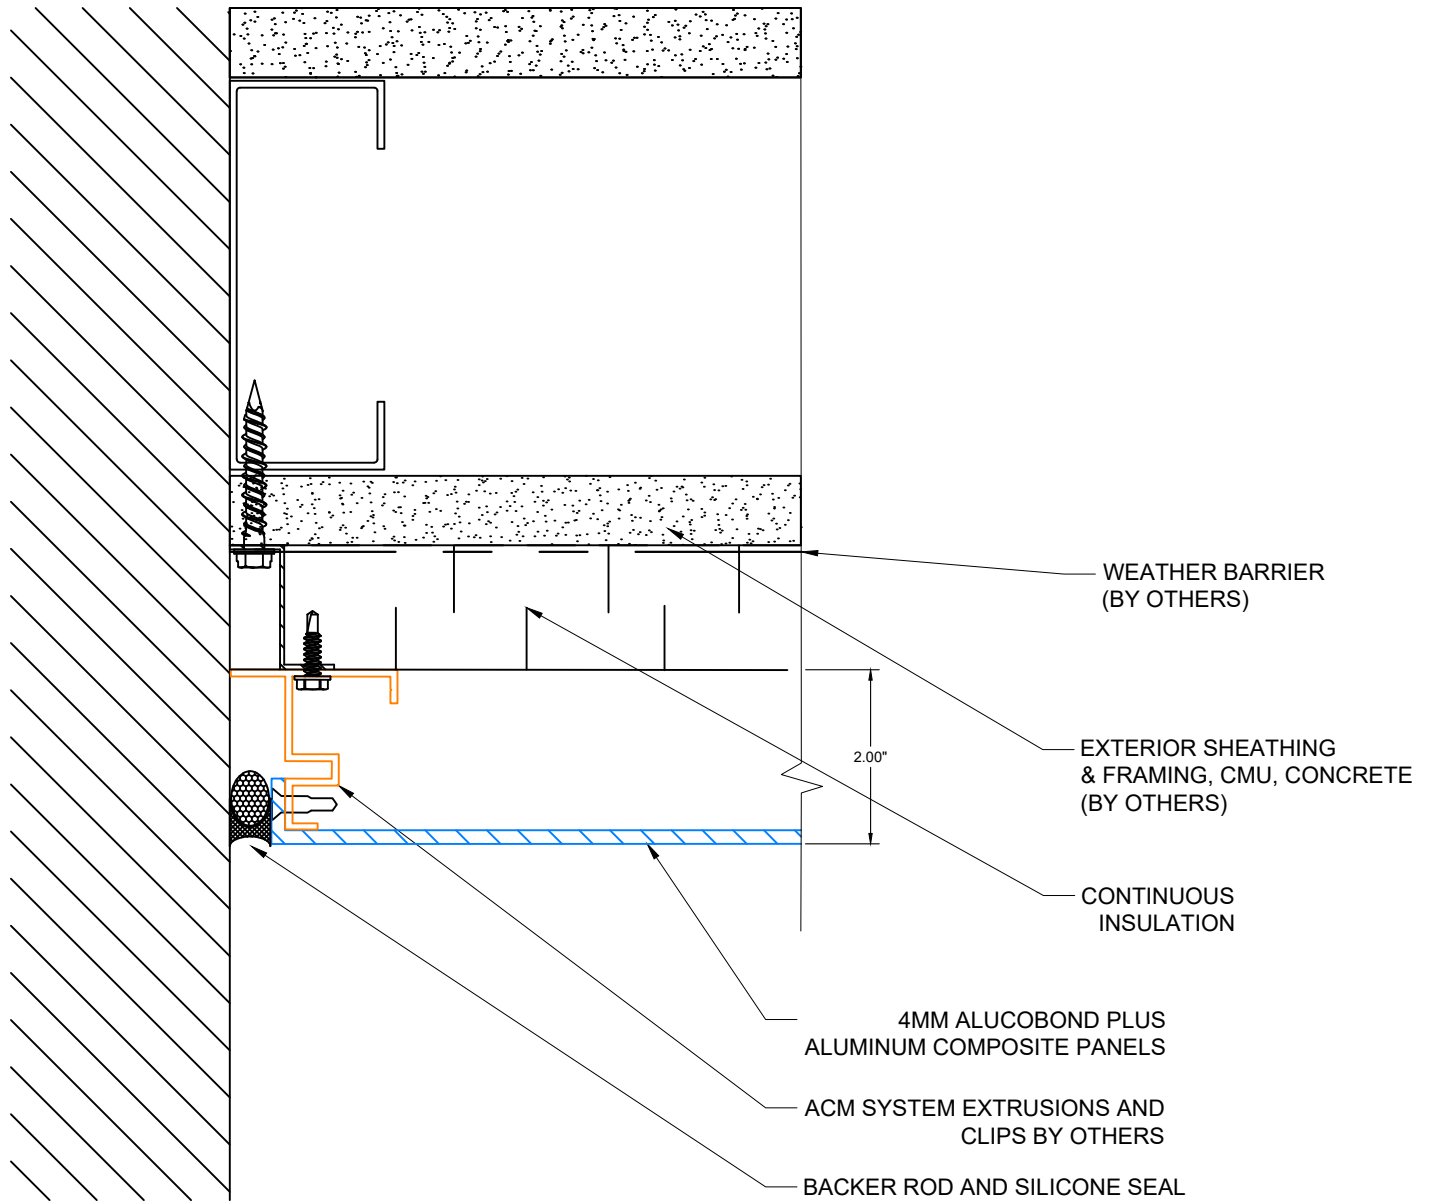 WEATHER BARRIER
(BY OTHERS)
EXTERIOR SHEATHING
& FRAMING, CMU, CONCRETE
(BY OTHERS)
2.00"
CONTINUOUS
INSULATION
4MM ALUCOBOND PLUS
ALUMINUM COMPOSITE PANELS
ACM SYSTEM EXTRUSIONS AND
CLIPS BY OTHERS
BACKER ROD AND SILICONE SEAL